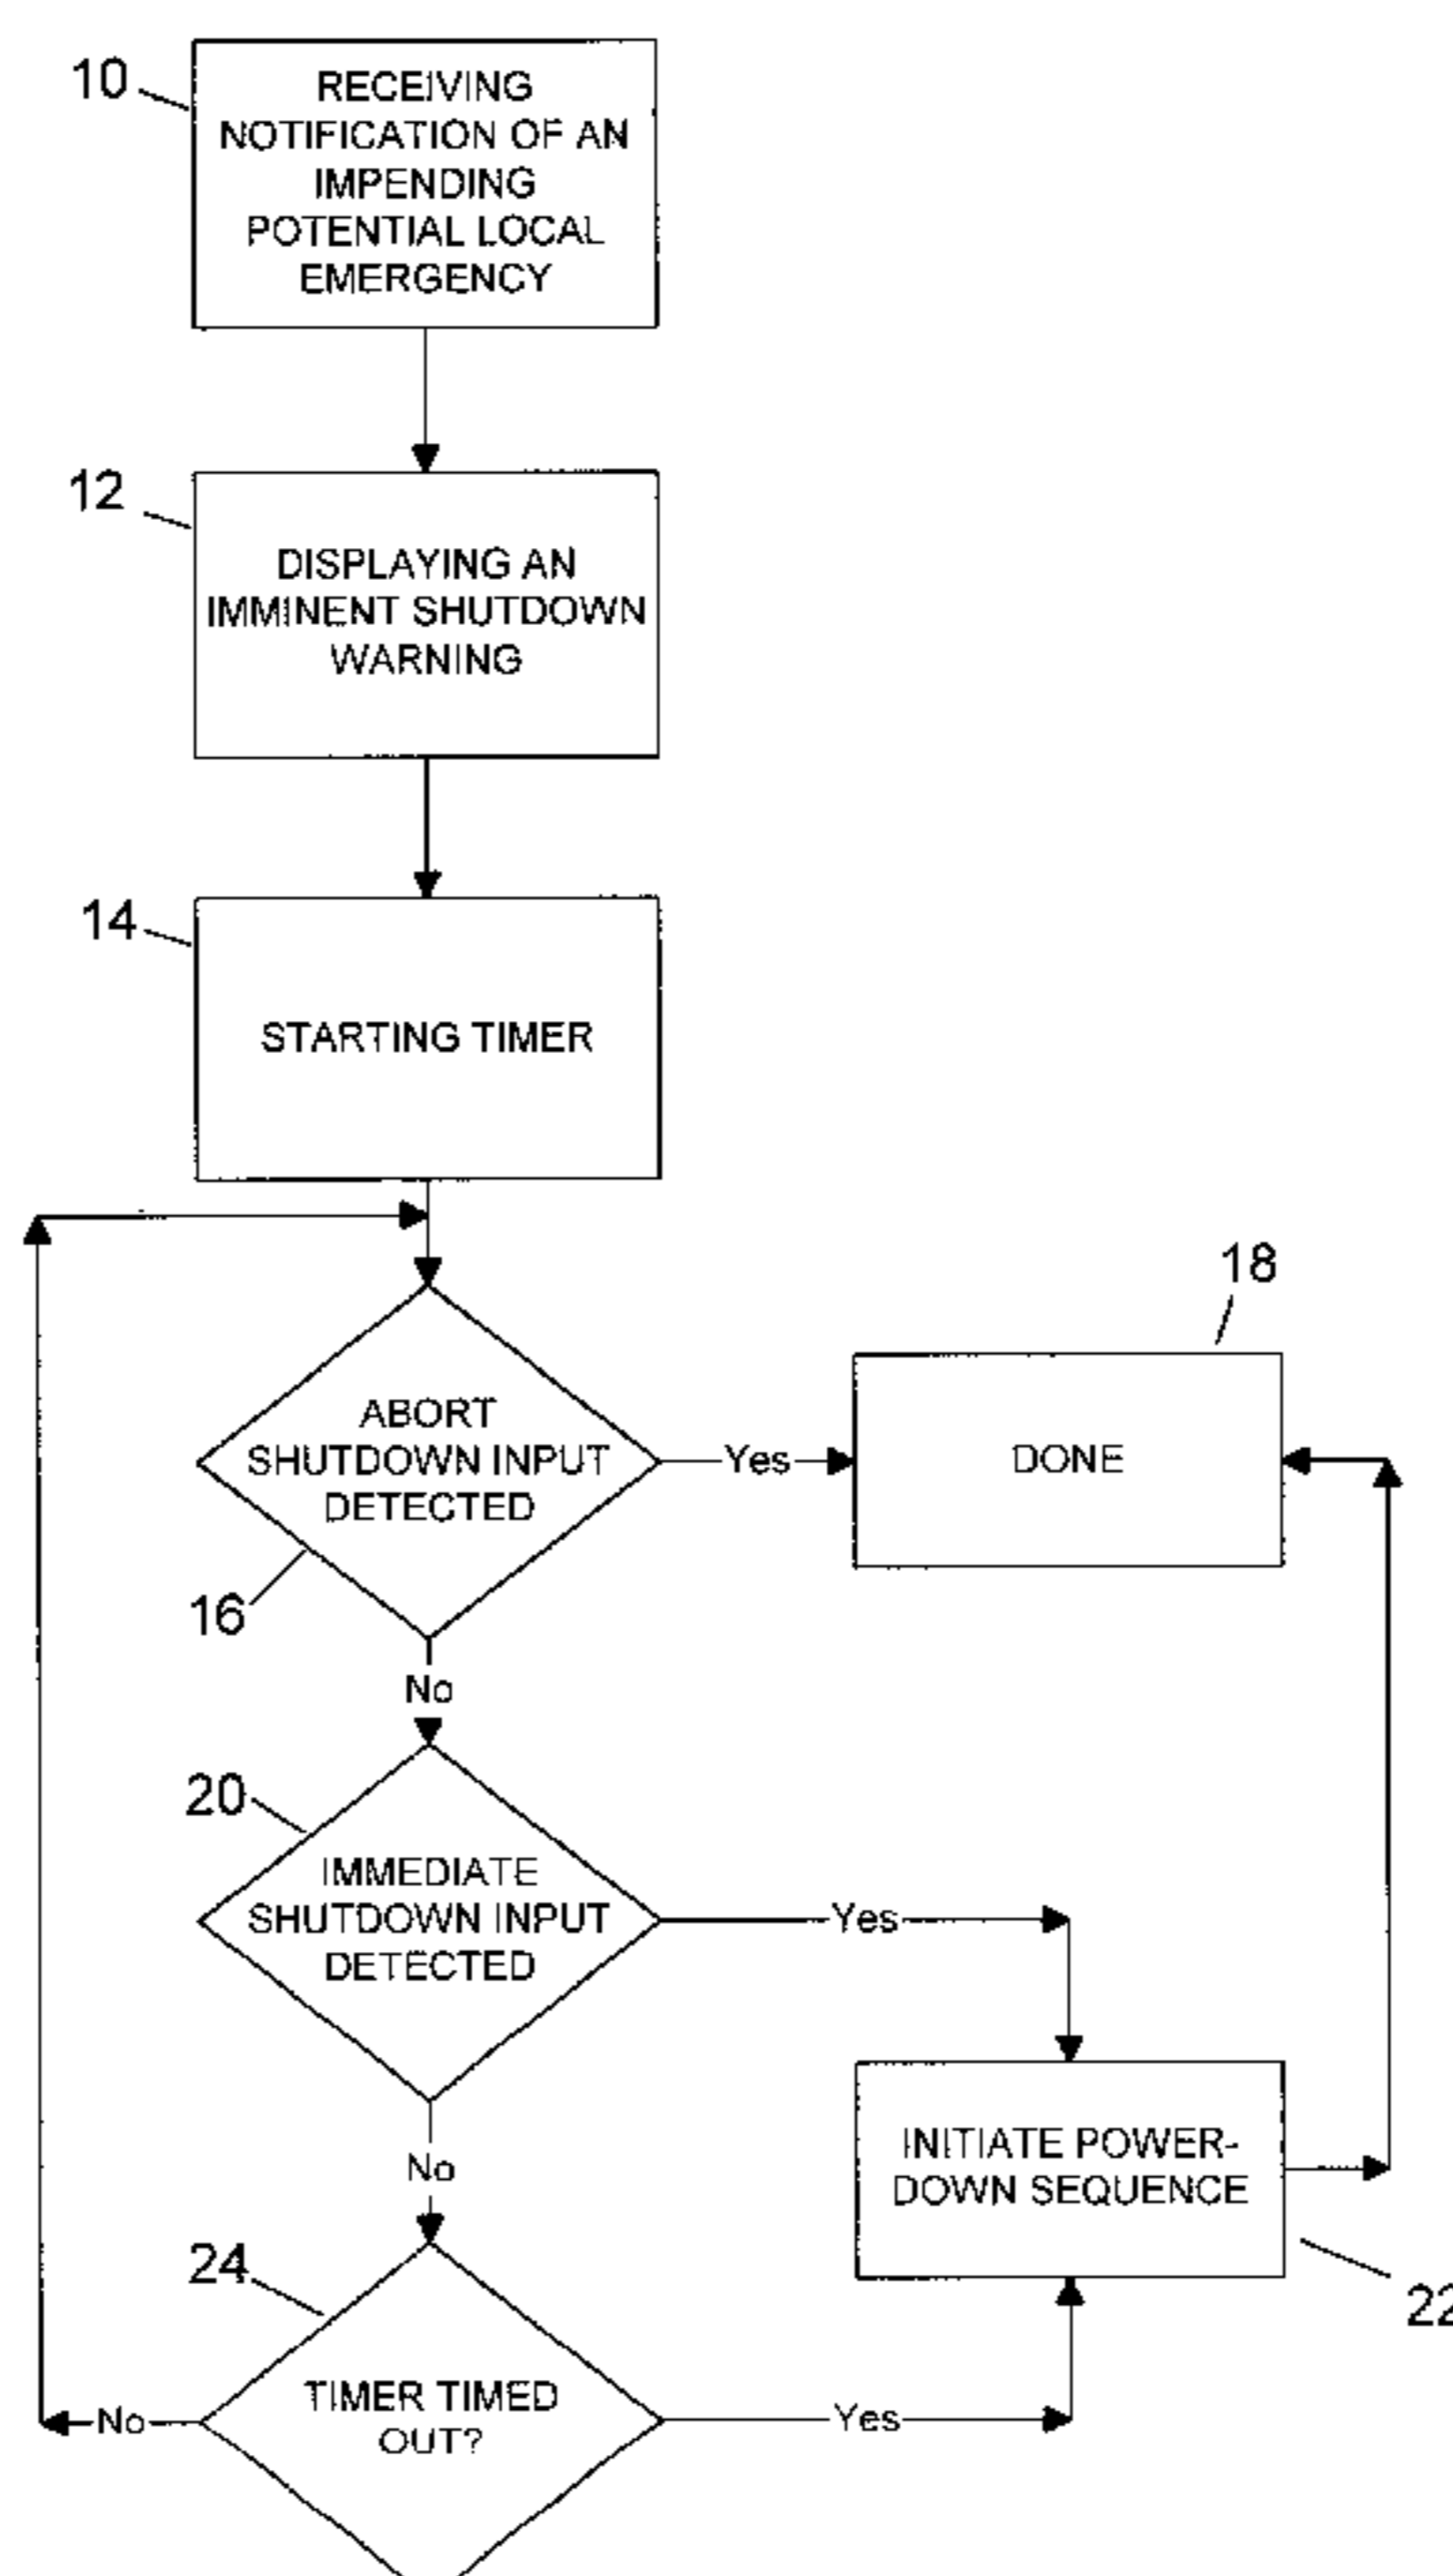 10
RECEIVING
NOTIFICATION OF AN
IMPENDING
POTENTIAL LOCAL
EMERGENCY
12
DISPLAYING AN
IMMINENT SHUTDOWN
WARNING
14
STARTING TIMER
18
ABORT
SHUTDOWN INPUT
DETECTED
Yes
DONE
16
No
20
IMMEDIATE
SHUTDOWN INPUT
DETECTED
Yes
INITIATE POWER-
DOWN SEQUENCE
No
24
22
TIMER TIMED
OUT?
No
Yes